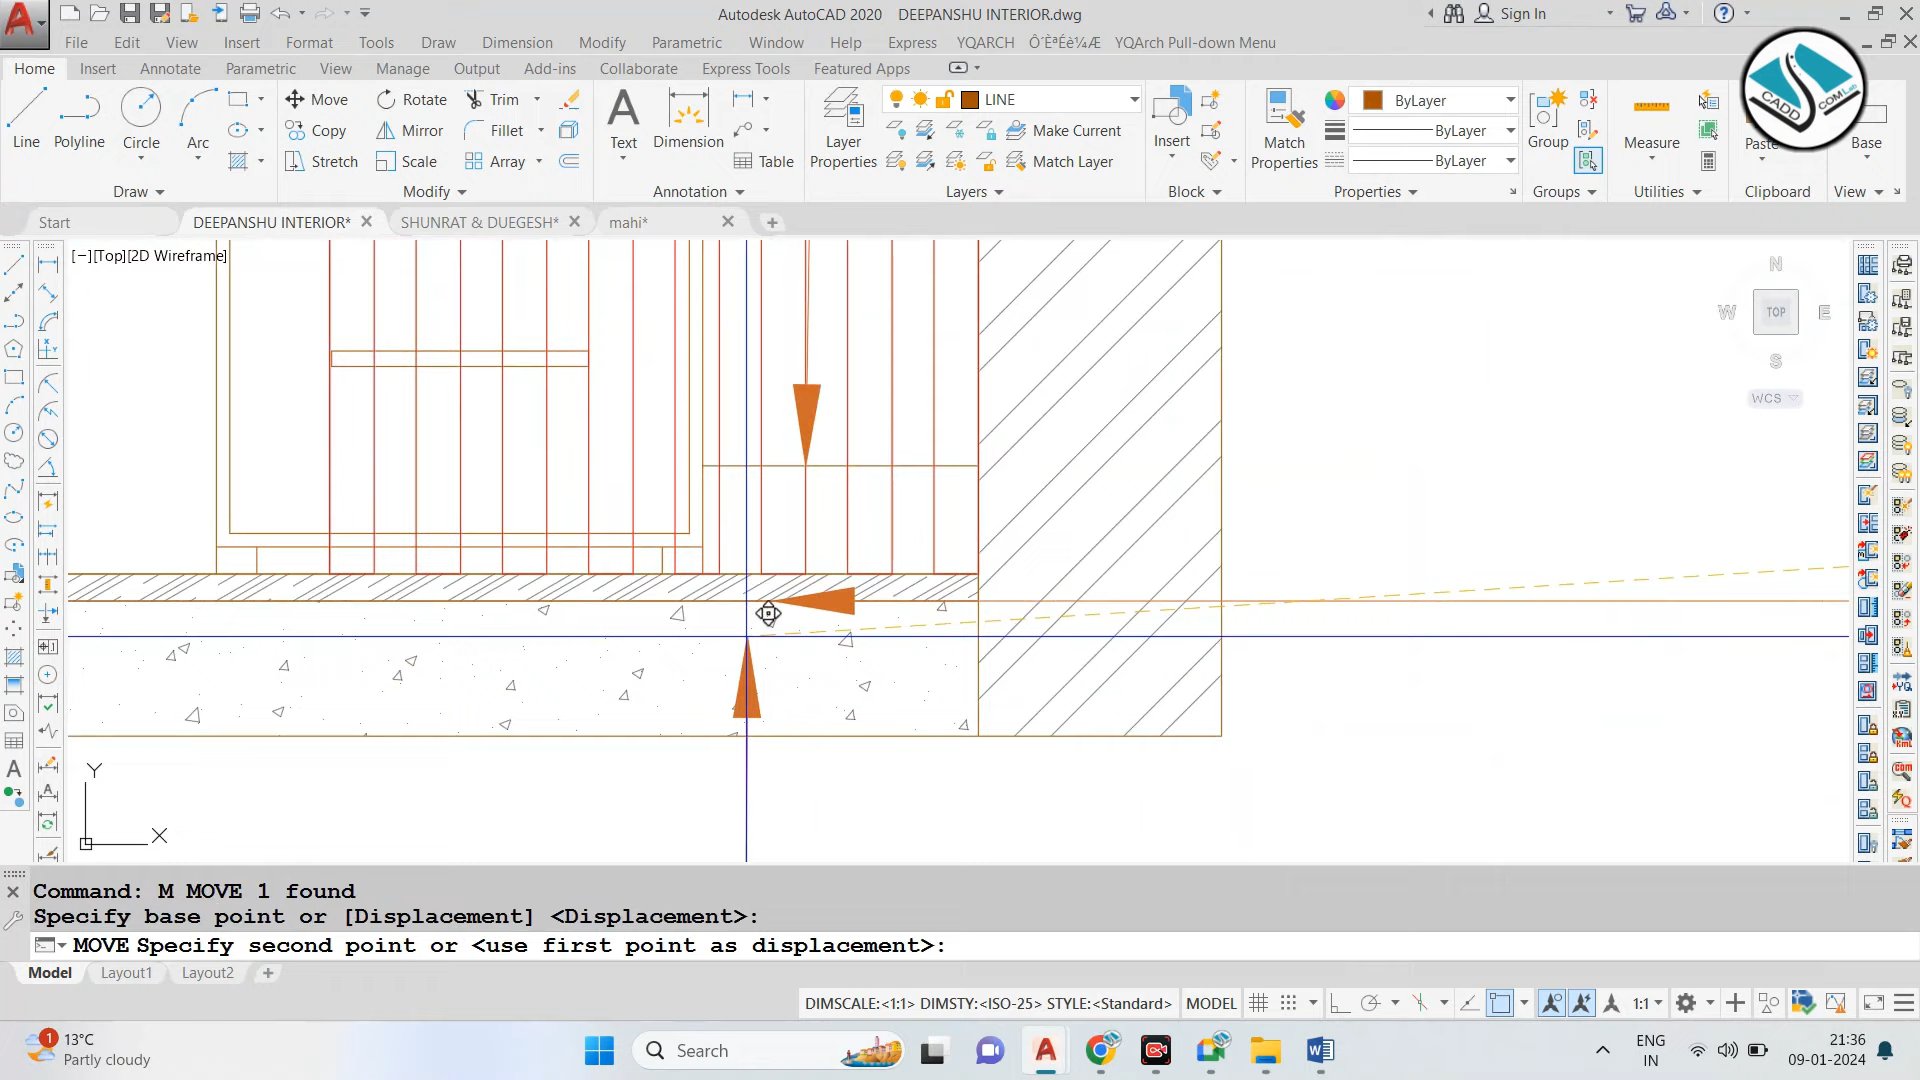 Autodesk AutoCAD 2020 DEEPANSHU INTERIOR.dwg
Sign In
File Edit View Insert Format Tools Draw Dimension Modify Parametric Window Help Express YQARCH Ô´ÈªÉè¼Æ YQArch Pull-down Menu
Home Insert Annotate Parametric View Manage Output Add-ins Collaborate Express Tools Featured Apps
Line Polyline Circle Arc
Move Rotate Trim
Copy Mirror Fillet
Stretch Scale Array
Text Dimension Table
Layer Properties
LINE
Make Current
Match Layer
Insert
Match Properties
ByLayer
ByLayer
ByLayer
Group
Measure
Paste
Base
CADD COM Lab
Draw Modify Annotation Layers Block Properties Groups Utilities Clipboard View
Start DEEPANSHU INTERIOR* SHUNRAT & DUEGESH* mahi*
[−][Top][2D Wireframe]
N
W TOP E
S
WCS
Y
X
Command: M MOVE 1 found
Specify base point or [Displacement] <Displacement>:
MOVE Specify second point or <use first point as displacement>:
Model Layout1 Layout2
DIMSCALE:<1:1> DIMSTY:<ISO-25> STYLE:<Standard> MODEL 1:1
1
13°C
Partly cloudy
Search
ENG
IN
21:36
09-01-2024